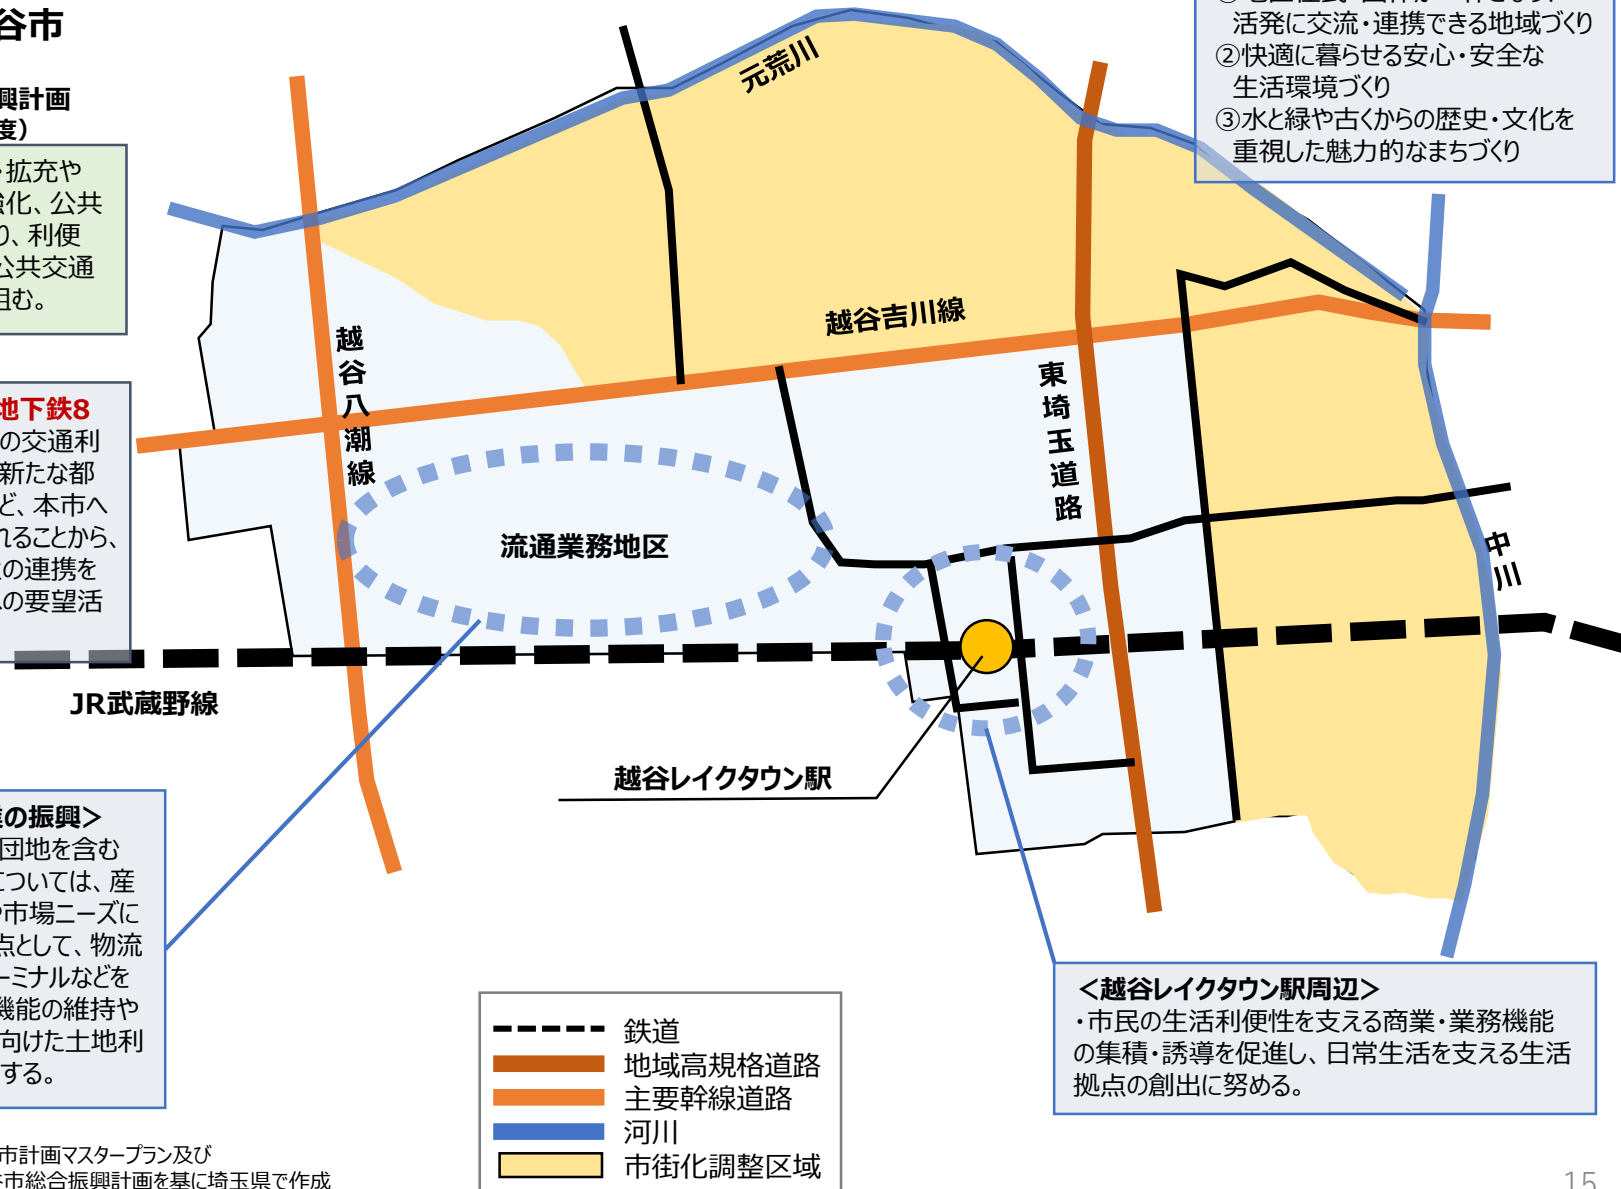 谷市
興計画
度）
・拡充や
強化、公共
り、利便
公共交通
組む。
地下鉄8
の交通利
新たな都
ど、本市へ
れることから、
の連携を
の要望活
活発に交流・連携できる地域づくり
②快適に暮らせる安心・安全な
生活環境づくり
③水と緑や古くからの歴史・文化を
重視した魅力的なまちづくり
元荒川
越谷吉川線
越谷八潮線
東埼玉道路
流通業務地区
中川
JR武蔵野線
越谷レイクタウン駅
の振興＞
団地を含む
については、産
や市場ニーズに
点として、物流
ーミナルなどを
機能の維持や
向けた土地利
する。
＜越谷レイクタウン駅周辺＞
・市民の生活利便性を支える商業・業務機能
の集積・誘導を促進し、日常生活を支える生活
拠点の創出に努める。
鉄道
地域高規格道路
主要幹線道路
河川
市街化調整区域
市計画マスタープラン及び
市総合振興計画を基に埼玉県で作成
15